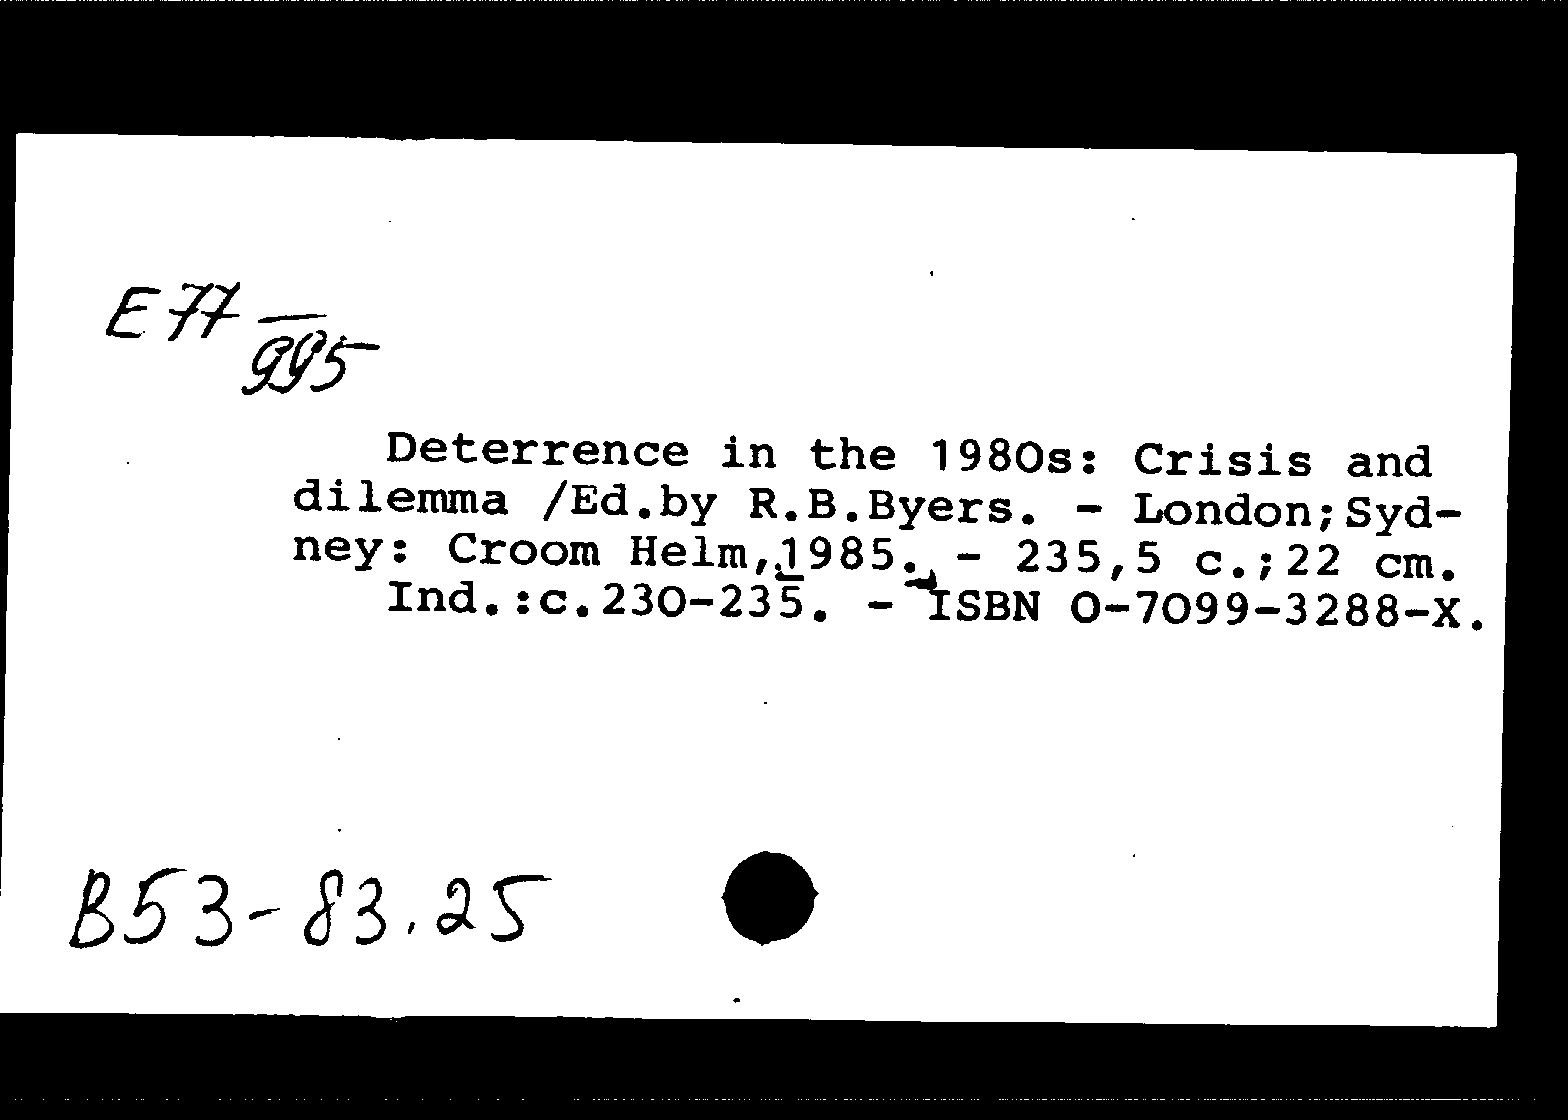 E 77
995
Deterrence in the 1980s: Crisis and
dilemma /Ed.by R.B.Byers. - London;Syd-
ney: Croom Helm,1985. - 235,5 c.;22 cm.
Ind.:c.230-235. - ISBN 0-7099-3288-X.
B53-83.25